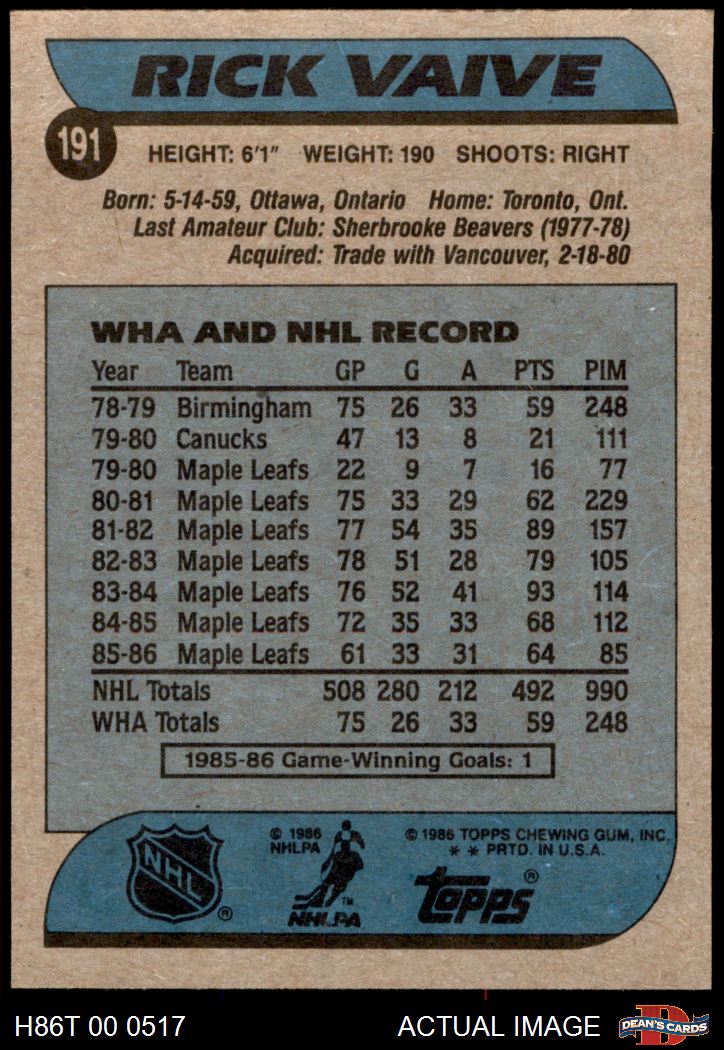 RICK VAIVE
191
HEIGHT: 6'1" WEIGHT: 190 SHOOTS: RIGHT
Born: 5-14-59, Ottawa, Ontario Home: Toronto, Ont.
Last Amateur Club: Sherbrooke Beavers (1977-78)
Acquired: Trade with Vancouver, 2-18-80
WHA AND NHL RECORD
Year Team GP G A PTS PIM
78-79 Birmingham 75 26 33 59 248
79-80 Canucks 47 13 8 21 111
79-80 Maple Leafs 22 9 7 16 77
80-81 Maple Leafs 75 33 29 62 229
81-82 Maple Leafs 77 54 35 89 157
82-83 Maple Leafs 78 51 28 79 105
83-84 Maple Leafs 76 52 41 93 114
84-85 Maple Leafs 72 35 33 68 112
85-86 Maple Leafs 61 33 31 64 85
NHL Totals 508 280 212 492 990
WHA Totals 75 26 33 59 248
1985-86 Game-Winning Goals: 1
© 1986 NHLPA
© 1986 TOPPS CHEWING GUM, INC.
* * PRTD. IN U.S.A.
NHL ®
NHLPA ™
Topps ®
H86T 00 0517 ACTUAL IMAGE
D
DEAN'S CARDS